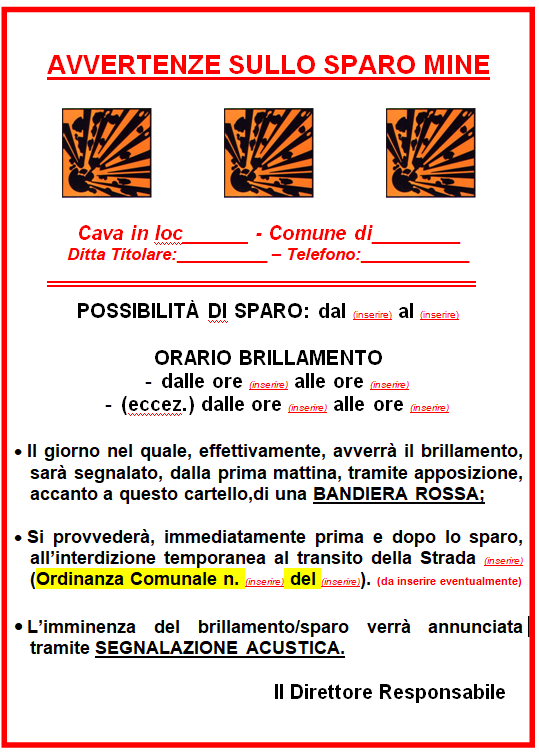 AVVERTENZE SULLO SPARO MINE
Cava in loc______ - Comune di________
Ditta Titolare:__________ – Telefono:____________
POSSIBILITÀ DI SPARO: dal (inserire) al (inserire)
ORARIO BRILLAMENTO
- dalle ore (inserire) alle ore (inserire)
- (eccez.) dalle ore (inserire) alle ore (inserire)
• Il giorno nel quale, effettivamente, avverrà il brillamento,
sarà segnalato, dalla prima mattina, tramite apposizione,
accanto a questo cartello,di una BANDIERA ROSSA;
• Si provvederà, immediatamente prima e dopo lo sparo,
all’interdizione temporanea al transito della Strada (inserire)
(Ordinanza Comunale n. (inserire) del (inserire)). (da inserire eventualmente)
• L’imminenza del brillamento/sparo verrà annunciata
tramite SEGNALAZIONE ACUSTICA.
Il Direttore Responsabile